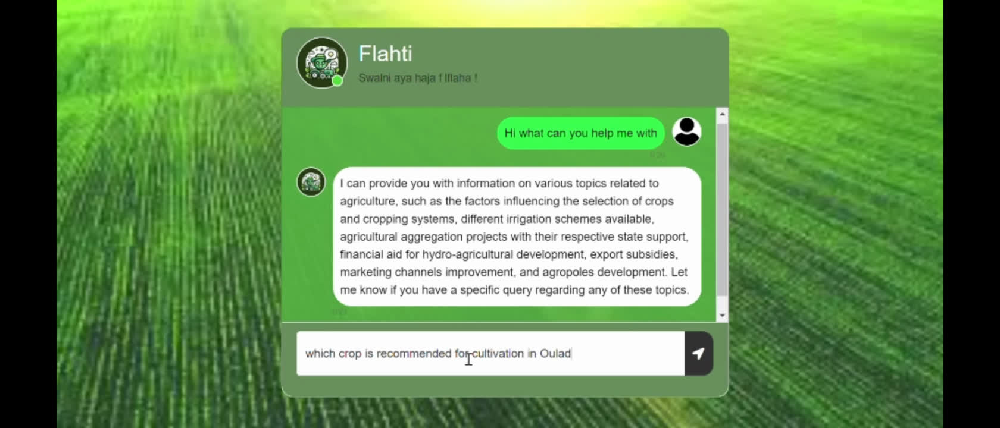 Flahti
Swalni aya haja f lflaha !
Hi what can you help me with
I can provide you with information on various topics related to
agriculture, such as the factors influencing the selection of crops
and cropping systems, different irrigation schemes available,
agricultural aggregation projects with their respective state support,
financial aid for hydro-agricultural development, export subsidies,
marketing channels improvement, and agropoles development. Let
me know if you have a specific query regarding any of these topics.
which crop is recommended for cultivation in Oulad